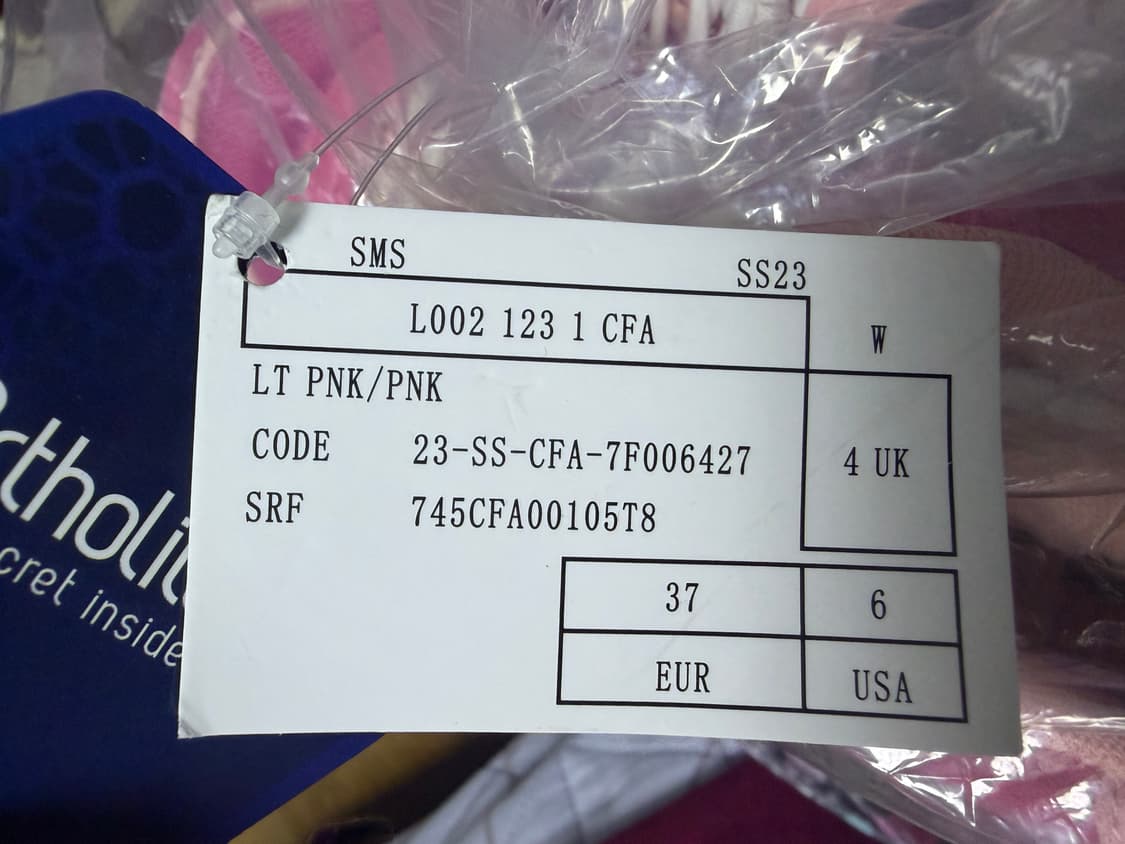 SMS SS23
L002 123 1 CFA
W
LT PNK/PNK
CODE 23-SS-CFA-7F006427
4 UK
SRF 745CFA00105T8
37 6
EUR USA
inside